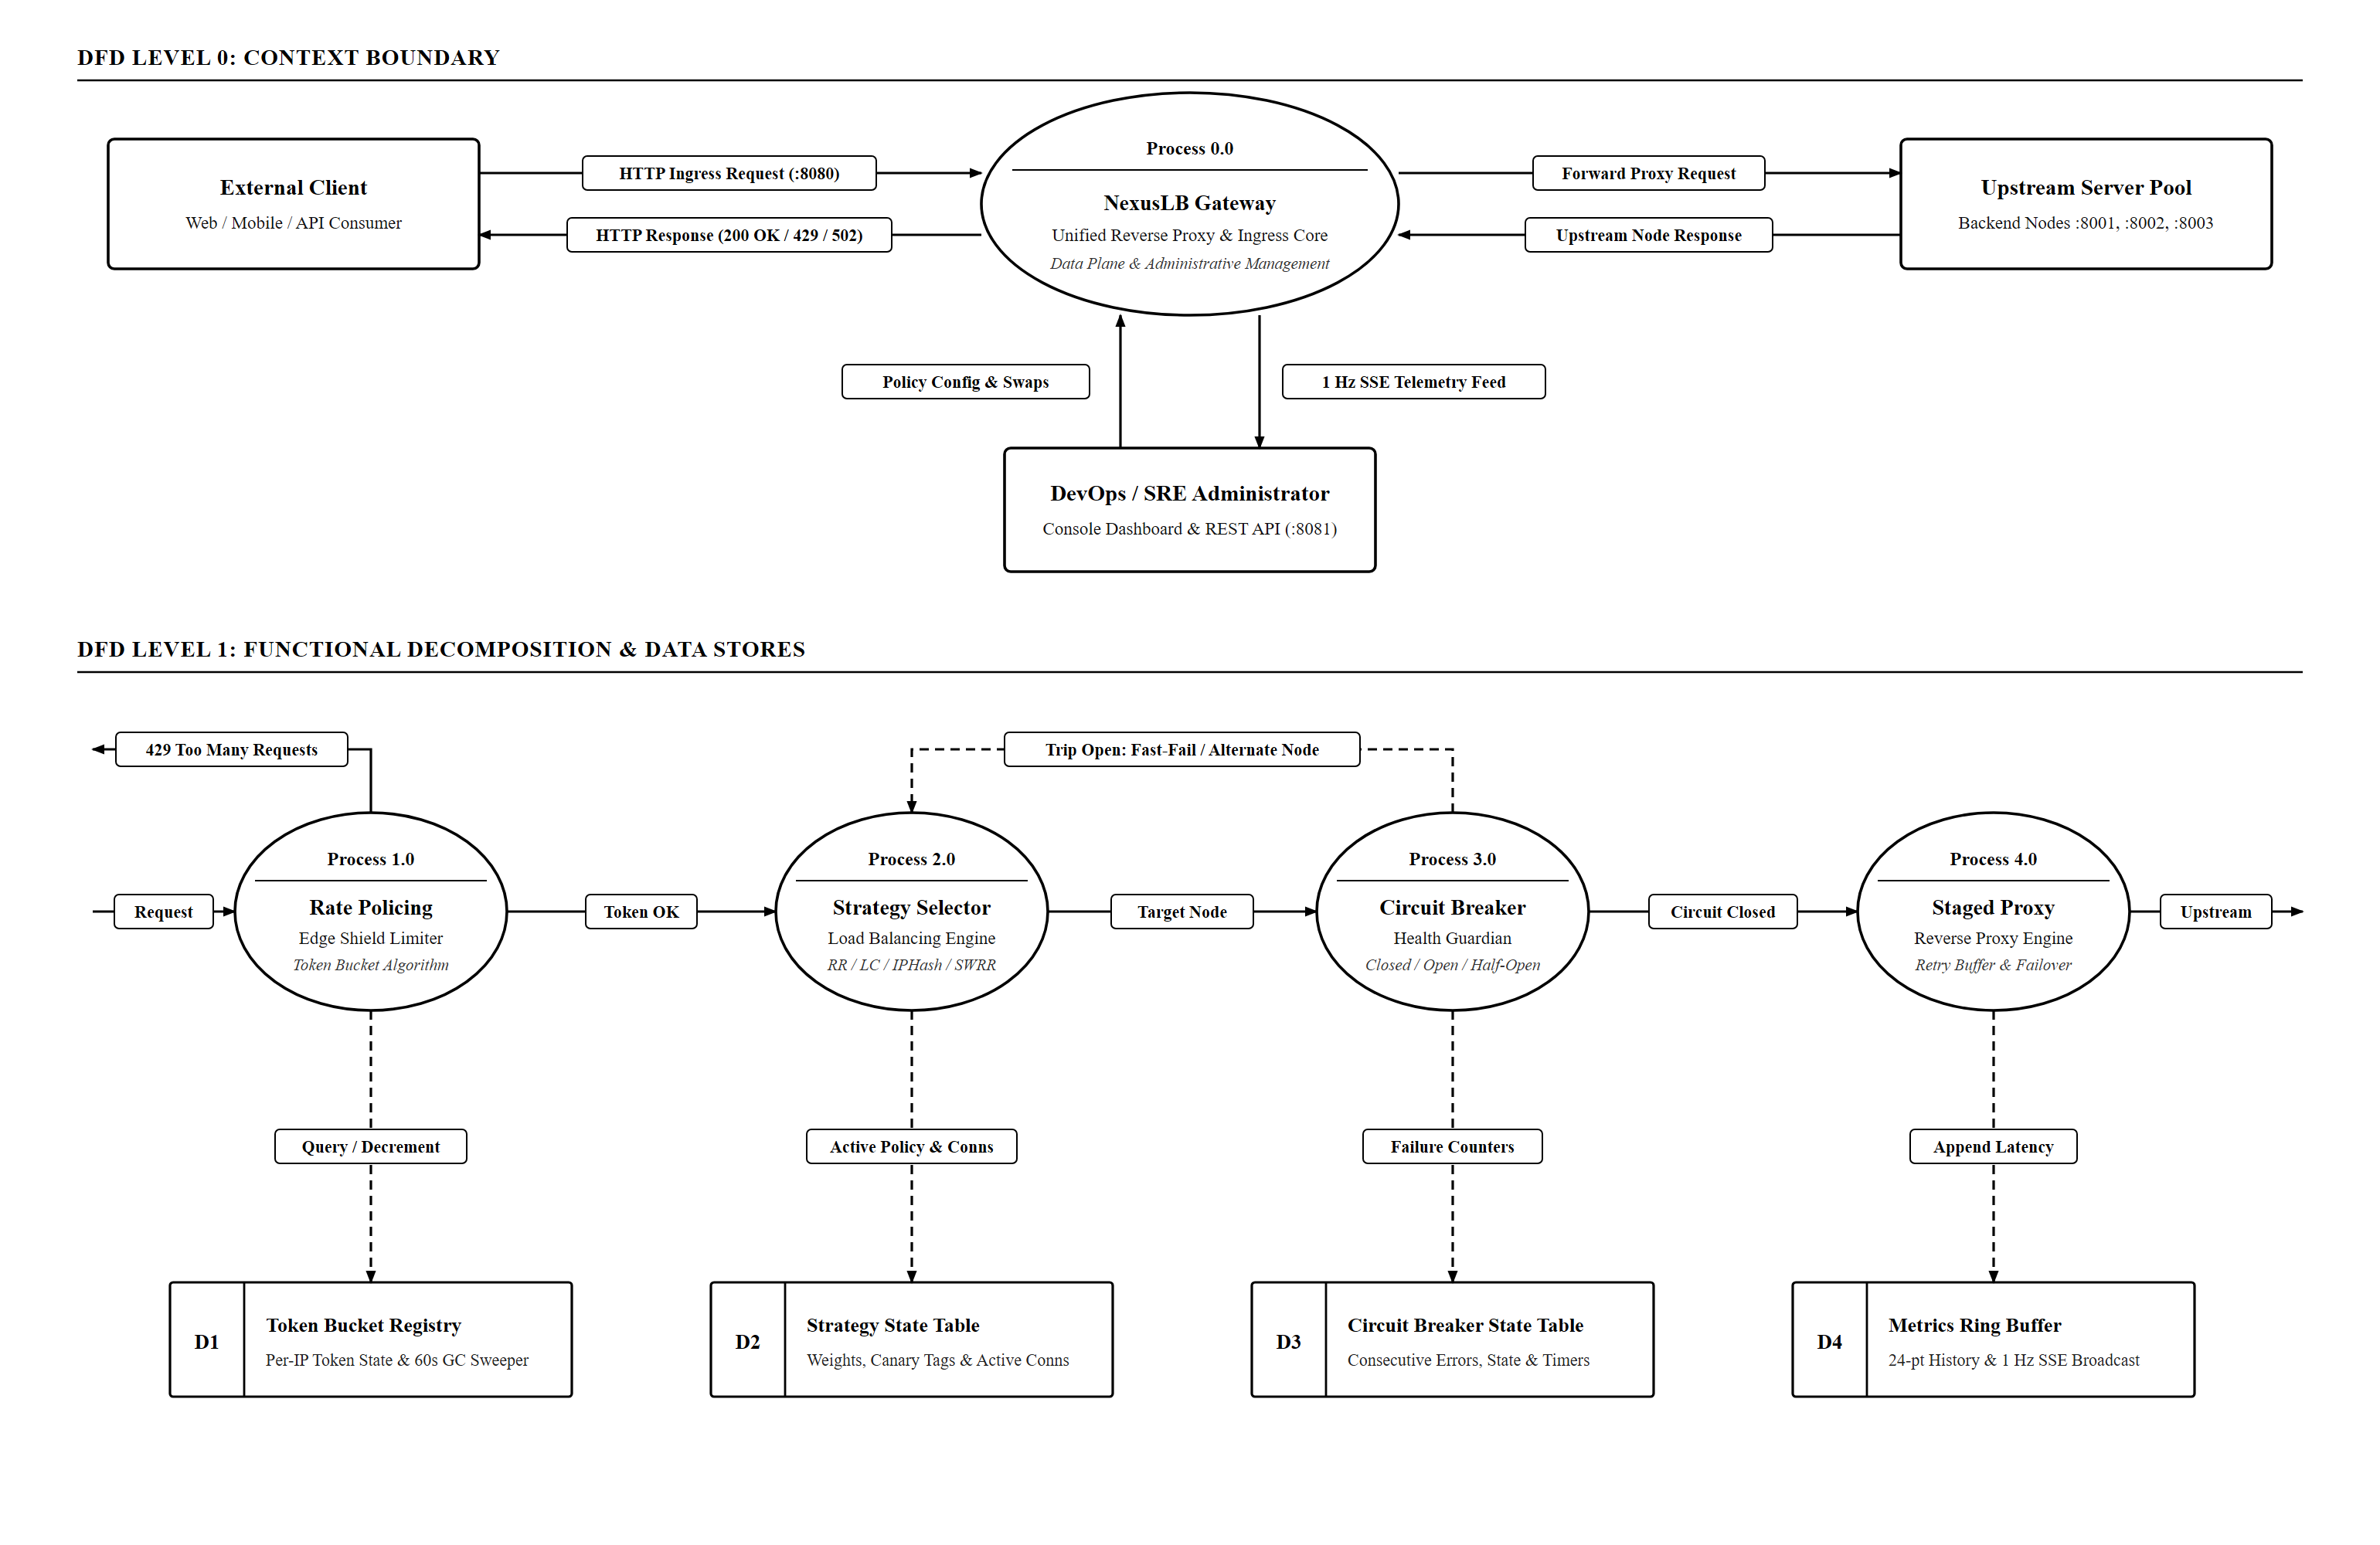 DFD LEVEL 0: CONTEXT BOUNDARY
External Client
Web / Mobile / API Consumer
HTTP Ingress Request (:8080)
HTTP Response (200 OK / 429 / 502)
Process 0.0
NexusLB Gateway
Unified Reverse Proxy & Ingress Core
Data Plane & Administrative Management
Forward Proxy Request
Upstream Node Response
Upstream Server Pool
Backend Nodes :8001, :8002, :8003
Policy Config & Swaps
1 Hz SSE Telemetry Feed
DevOps / SRE Administrator
Console Dashboard & REST API (:8081)
DFD LEVEL 1: FUNCTIONAL DECOMPOSITION & DATA STORES
429 Too Many Requests
Trip Open: Fast-Fail / Alternate Node
Request
Process 1.0
Rate Policing
Edge Shield Limiter
Token Bucket Algorithm
Token OK
Process 2.0
Strategy Selector
Load Balancing Engine
RR / LC / IPHash / SWRR
Target Node
Process 3.0
Circuit Breaker
Health Guardian
Closed / Open / Half-Open
Circuit Closed
Process 4.0
Staged Proxy
Reverse Proxy Engine
Retry Buffer & Failover
Upstream
Query / Decrement
Active Policy & Conns
Failure Counters
Append Latency
D1
Token Bucket Registry
Per-IP Token State & 60s GC Sweeper
D2
Strategy State Table
Weights, Canary Tags & Active Conns
D3
Circuit Breaker State Table
Consecutive Errors, State & Timers
D4
Metrics Ring Buffer
24-pt History & 1 Hz SSE Broadcast